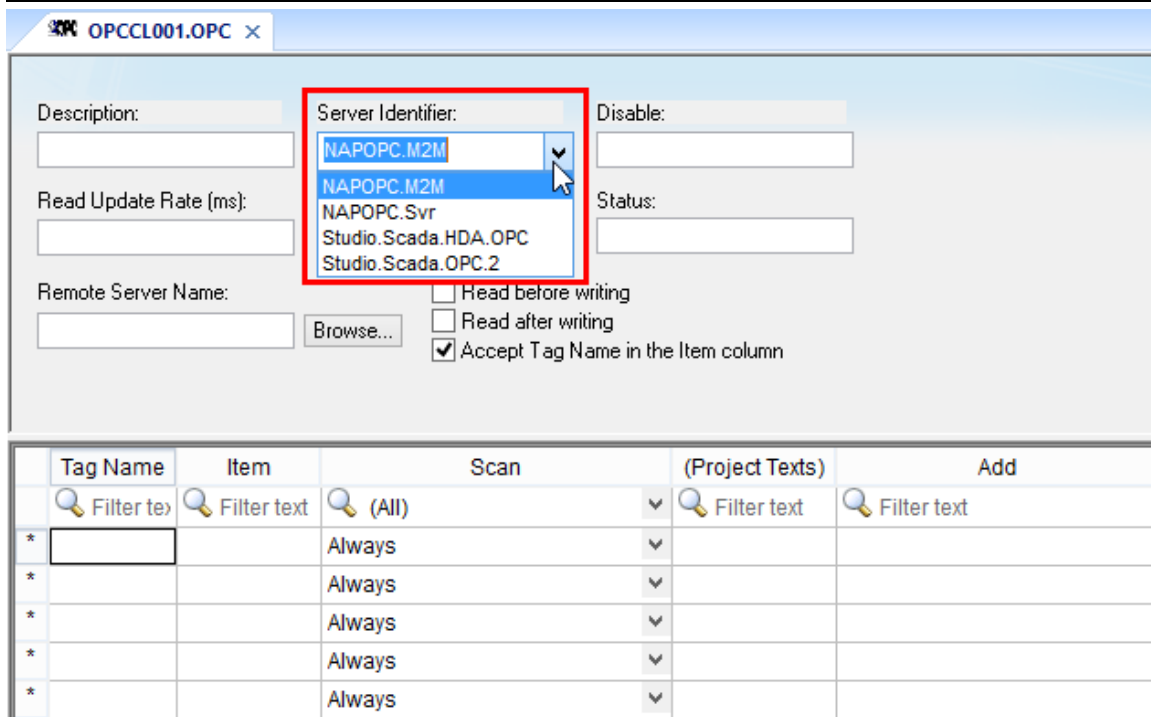 OPCCL001.OPC ×
Description: Server Identifier: Disable:
NAPOPC.M2M
NAPOPC.M2M
Read Update Rate (ms): Status:
NAPOPC.Svr
Studio.Scada.HDA.OPC
Studio.Scada.OPC.2
Remote Server Name: Read before writing
Browse... Read after writing
Accept Tag Name in the Item column
Tag Name Item Scan (Project Texts) Add
Filter tex Filter text (All) Filter text Filter text
* Always
* Always
* Always
* Always
* Always